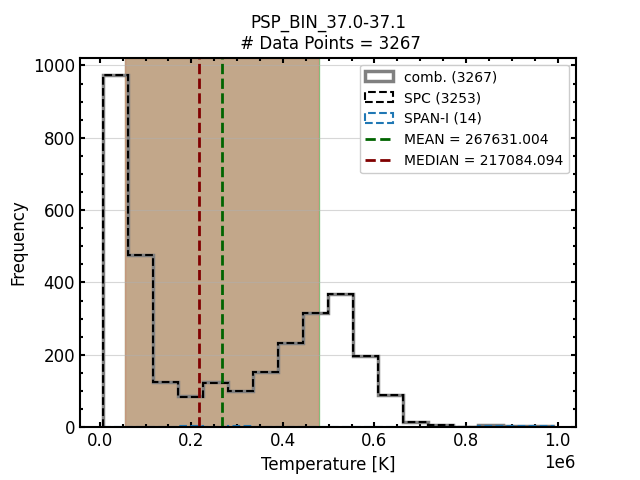 PSP_BIN_37.0-37.1
# Data Points = 3267
comb. (3267)
SPC (3253)
SPAN-I (14)
MEAN = 267631.004
MEDIAN = 217084.094
Frequency
1000
800
600
400
200
0
0.0 0.2 0.4 0.6 0.8 1.0
1e6
Temperature [K]